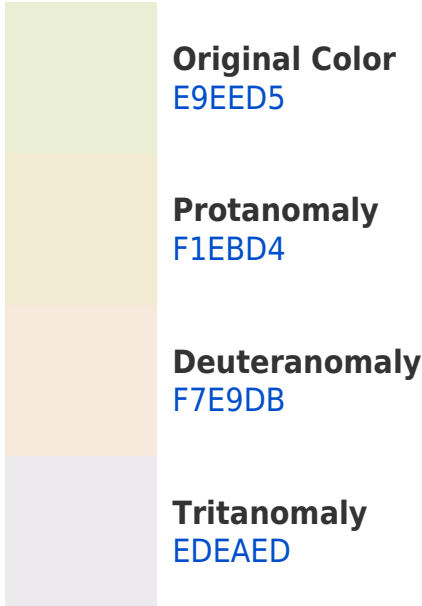 Original Color
E9EED5
Protanomaly
F1EBD4
Deuteranomaly
F7E9DB
Tritanomaly
EDEAED